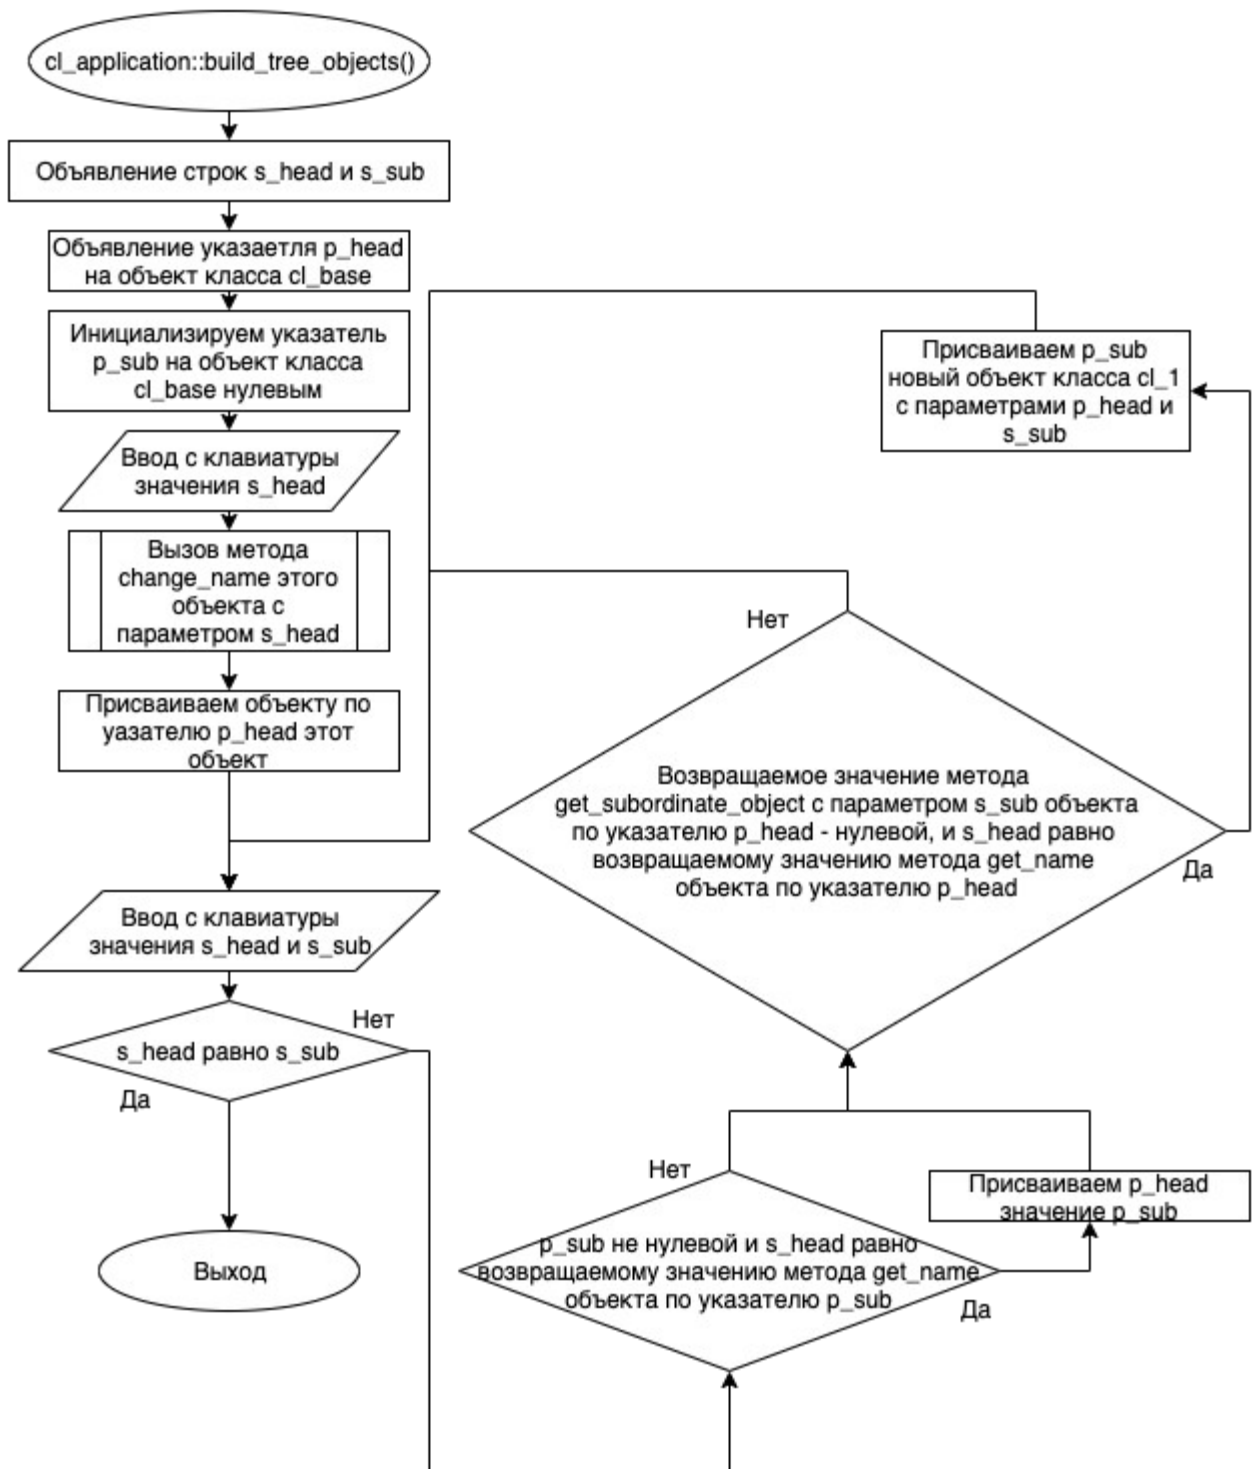 cl_application::build_tree_objects()
Объявление строк s_head и s_sub
Объявление указаетля p_head
на объект класса cl_base
Инициализируем указатель
p_sub на объект класса
cl_base нулевым
Ввод с клавиатуры
значения s_head
Вызов метода
change_name этого
объекта с
параметром s_head
Присваиваем объекту по
уазателю p_head этот
объект
Ввод с клавиатуры
значения s_head и s_sub
s_head равно s_sub
Нет
Да
Выход
Присваиваем p_sub
новый объект класса cl_1
с параметрами p_head и
s_sub
Нет
Возвращаемое значение метода
get_subordinate_object с параметром s_sub объекта
по указателю p_head - нулевой, и s_head равно
возвращаемому значению метода get_name
объекта по указателю p_head
Да
Нет
Присваиваем p_head
значение p_sub
p_sub не нулевой и s_head равно
возвращаемому значению метода get_name
объекта по указателю p_sub
Да